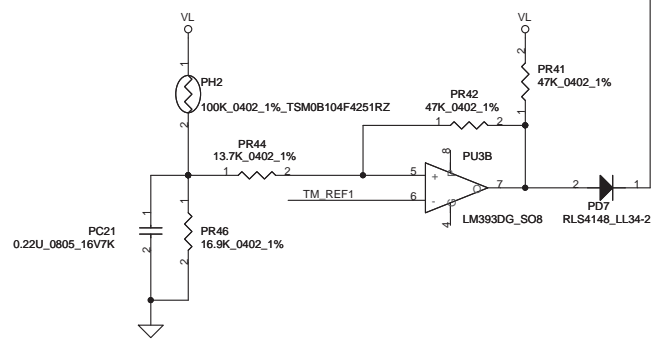 VL
VL
1
PH2
100K_0402_1%_TSM0B104F4251RZ
2
2
PR41
47K_0402_1%
1
PR42
47K_0402_1%
1
2
PR44
13.7K_0402_1%
1
2
PU3B
8
5
+
P
O
7
TM_REF1
6
-
G
4
LM393DG_SO8
2
1
PD7
RLS4148_LL34-2
1
PC21
0.22U_0805_16V7K
2
1
PR46
16.9K_0402_1%
2